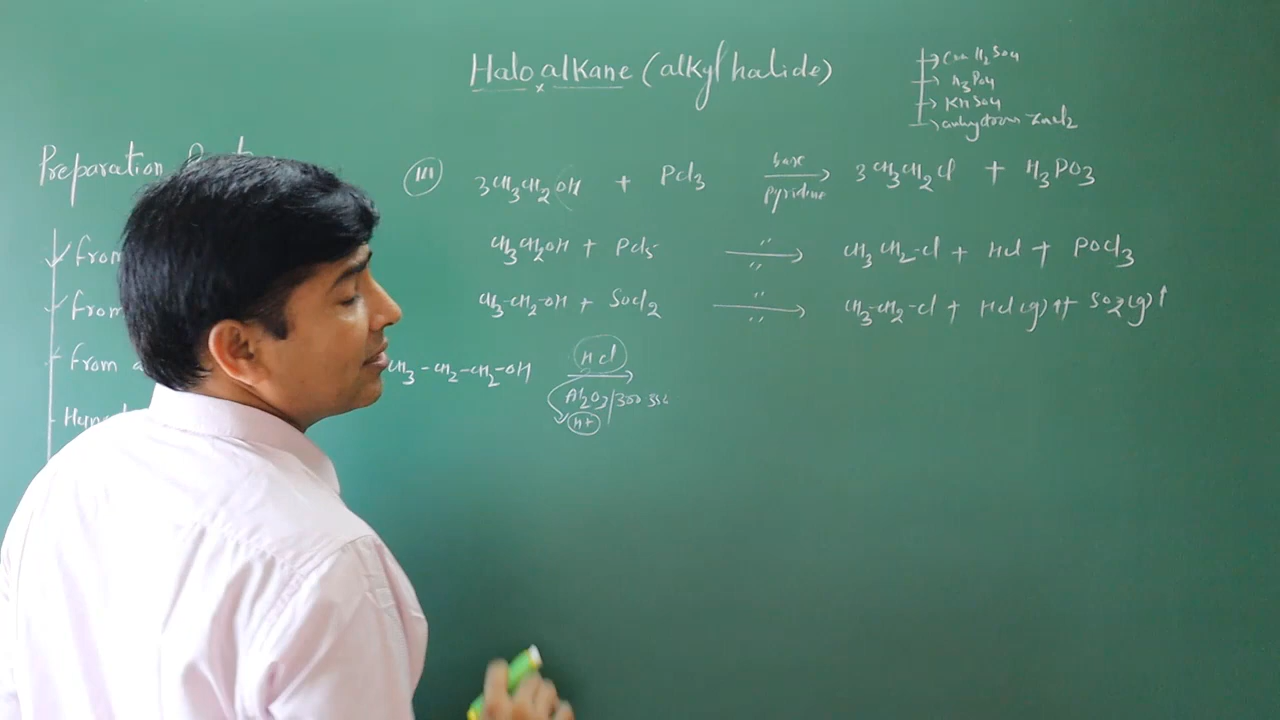 Haloalkane (alkyl halide)
Con H2SO4
H3PO4
KHSO4
anhydrous ZnCl2
Preparation
(III) 3CH3CH2OH + PCl3 base pyridine 3CH3CH2Cl + H3PO3
from CH3CH2OH + PCl5 " " CH3CH2-Cl + HCl + POCl3
from CH3-CH2-OH + SOCl2 " " CH3-CH2-Cl + HCl(g)↑ + SO2(g)↑
from CH3-CH2-CH2-OH HCl
Al2O3/300
H+